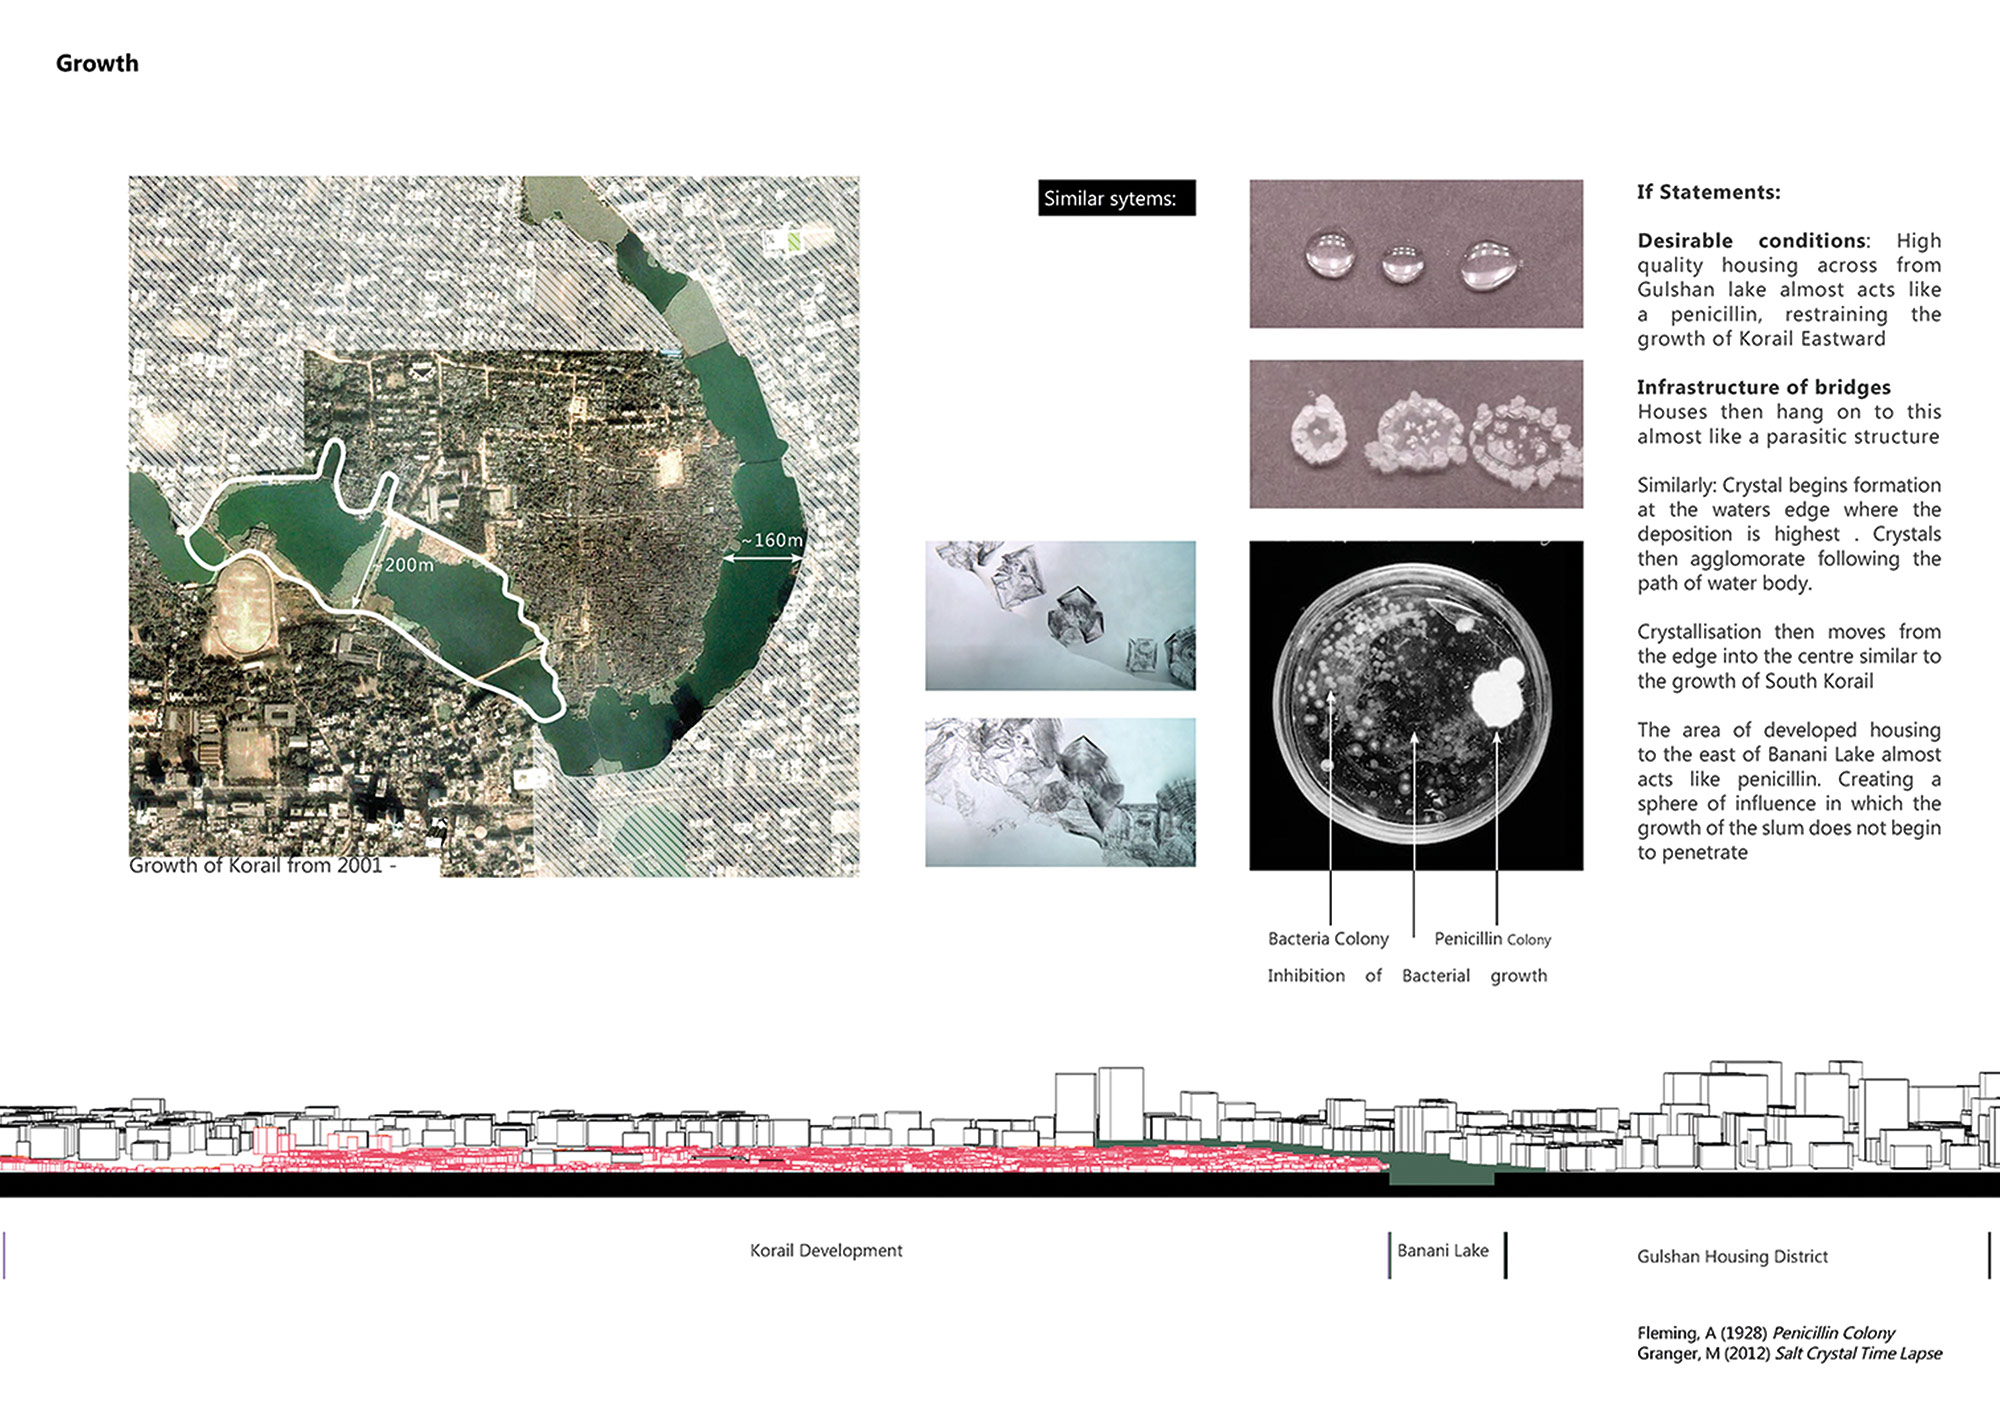 Growth
~200m
~160m
Growth of Korail from 2001 -
Similar sytems:
Bacteria Colony
Penicillin Colony
Inhibition of Bacterial growth
If Statements:
Desirable conditions: High
quality housing across from
Gulshan lake almost acts like
a penicillin, restraining the
growth of Korail Eastward
Infrastructure of bridges
Houses then hang on to this
almost like a parasitic structure
Similarly: Crystal begins formation
at the waters edge where the
deposition is highest . Crystals
then agglomorate following the
path of water body.
Crystallisation then moves from
the edge into the centre similar to
the growth of South Korail
The area of developed housing
to the east of Banani Lake almost
acts like penicillin. Creating a
sphere of influence in which the
growth of the slum does not begin
to penetrate
Korail Development
Banani Lake
Gulshan Housing District
Fleming, A (1928) Penicillin Colony
Granger, M (2012) Salt Crystal Time Lapse